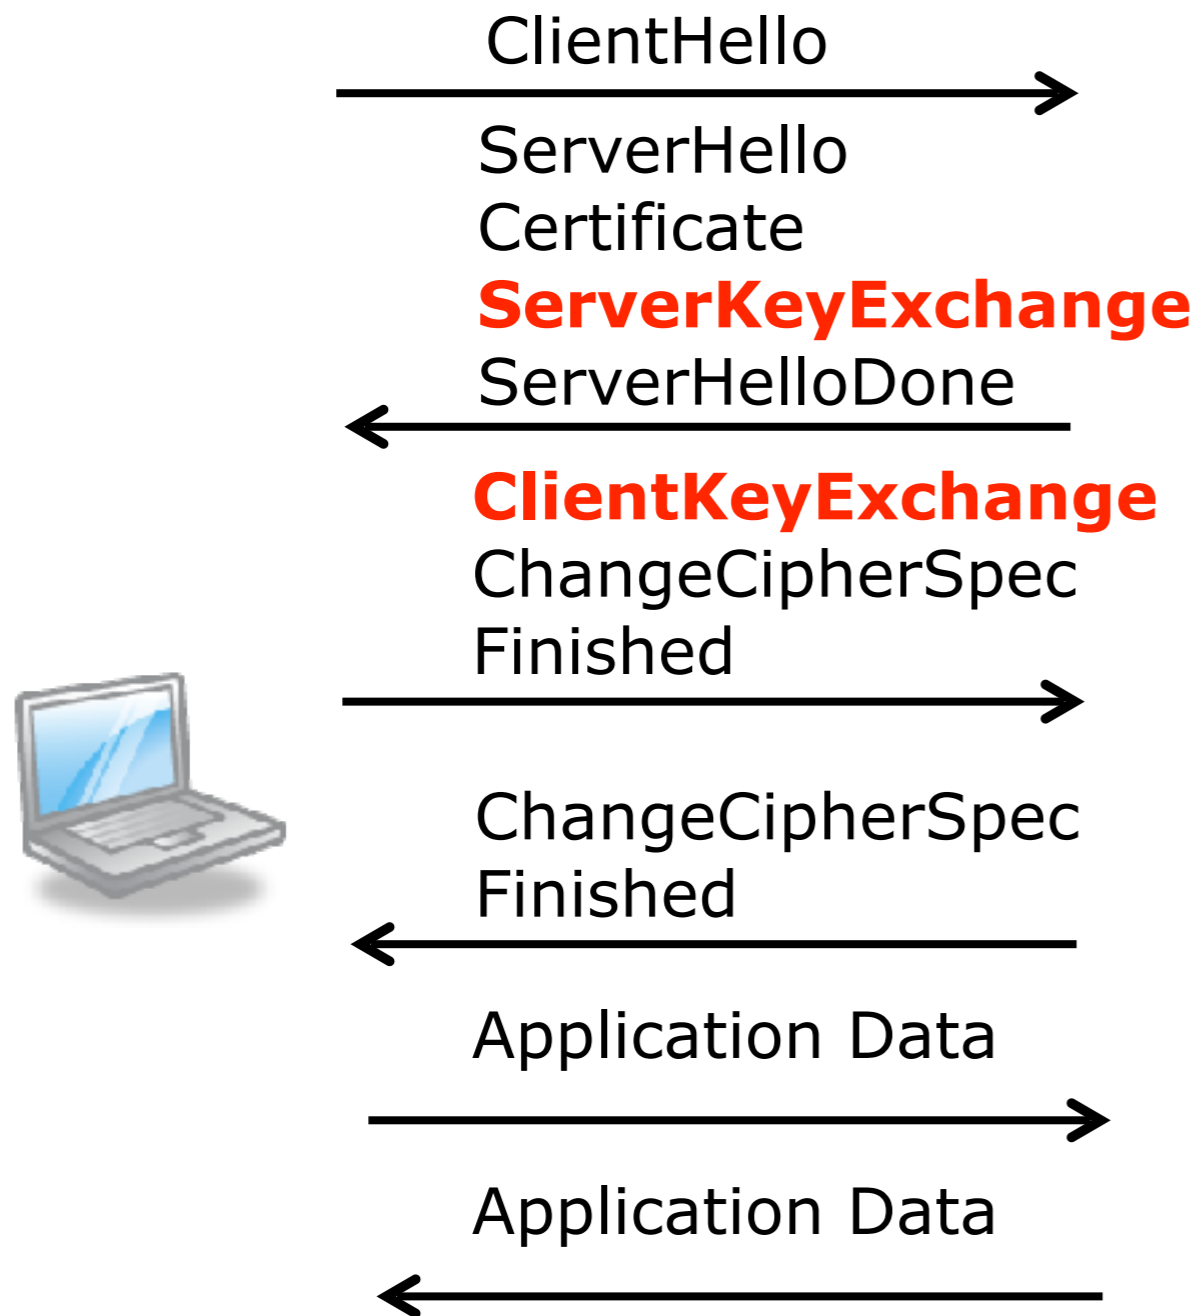 ClientHello
ServerHello
Certificate
ServerKeyExchange
ServerHelloDone
ClientKeyExchange
ChangeCipherSpec
Finished
ChangeCipherSpec
Finished
Application Data
Application Data